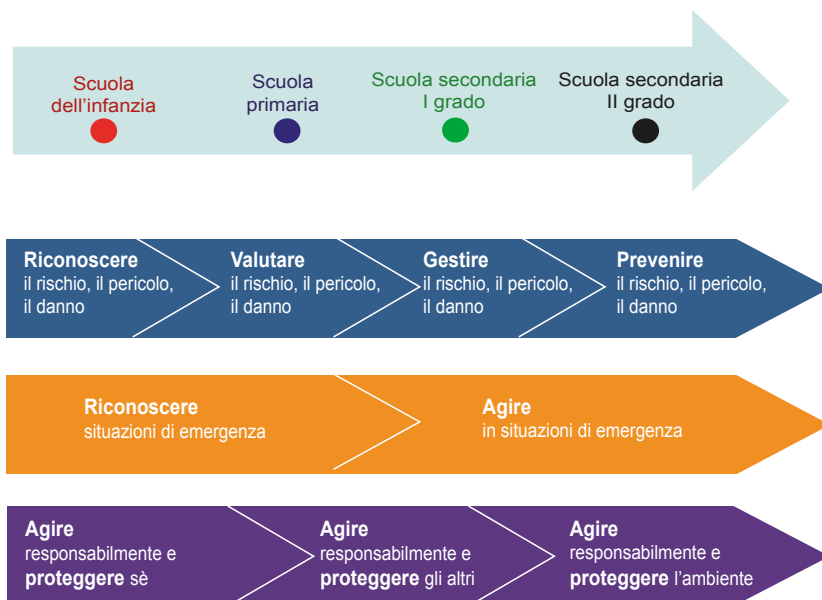 Scuola
dell'infanzia
Scuola
primaria
Scuola secondaria
I grado
Scuola secondaria
II grado
Riconoscere
il rischio, il pericolo,
il danno
Valutare
il rischio, il pericolo,
il danno
Gestire
il rischio, il pericolo,
il danno
Prevenire
il rischio, il pericolo,
il danno
Riconoscere
situazioni di emergenza
Agire
in situazioni di emergenza
Agire
responsabilmente e
proteggere sè
Agire
responsabilmente e
proteggere gli altri
Agire
responsabilmente e
proteggere l'ambiente